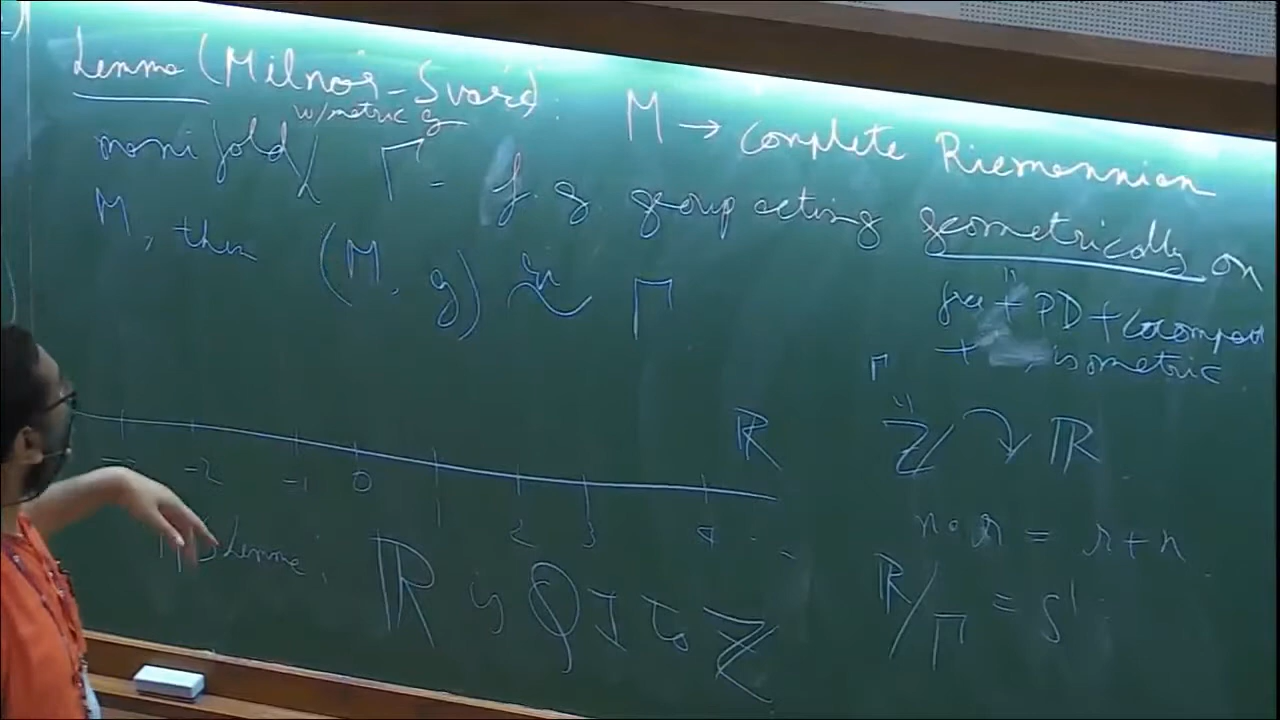 Lemma (Milnor-Svarc): M → complete Riemannian
w/metric g
manifold / Γ - f.g. group acting geometrically on
M, then (M, g) ~ Γ
"
free + PD + cocompact
+ isometric
Γ
"
ℤ ↷ ℝ
ℝ
-2 -1 0 2 3 4 . .
n·r = r+n
MS Lemma, ℝ is QI to ℤ
ℝ/Γ = S¹